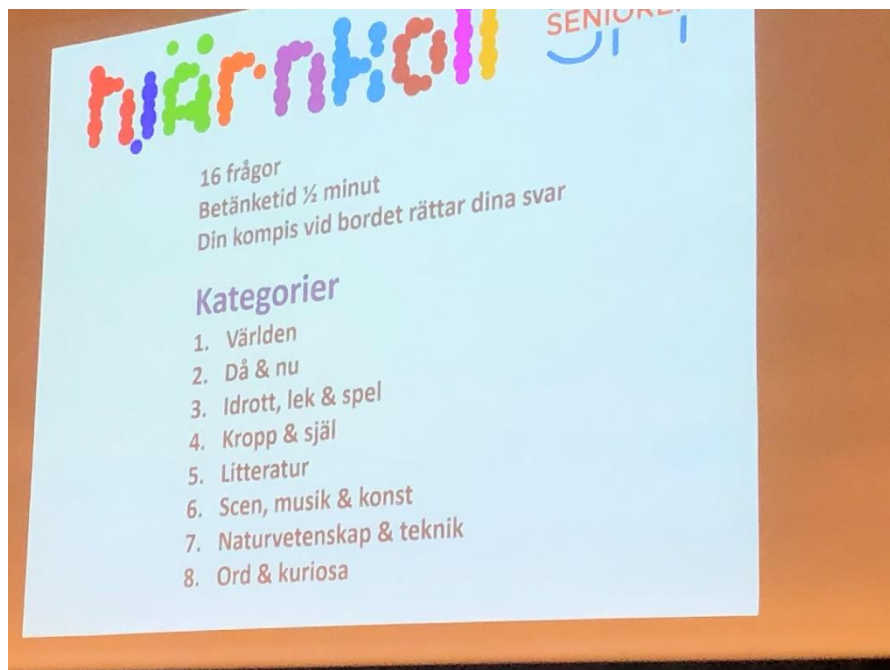 Hjärnkoll
SENIOREN
16 frågor
Betänketid ½ minut
Din kompis vid bordet rättar dina svar
Kategorier
1. Världen
2. Då & nu
3. Idrott, lek & spel
4. Kropp & själ
5. Litteratur
6. Scen, musik & konst
7. Naturvetenskap & teknik
8. Ord & kuriosa